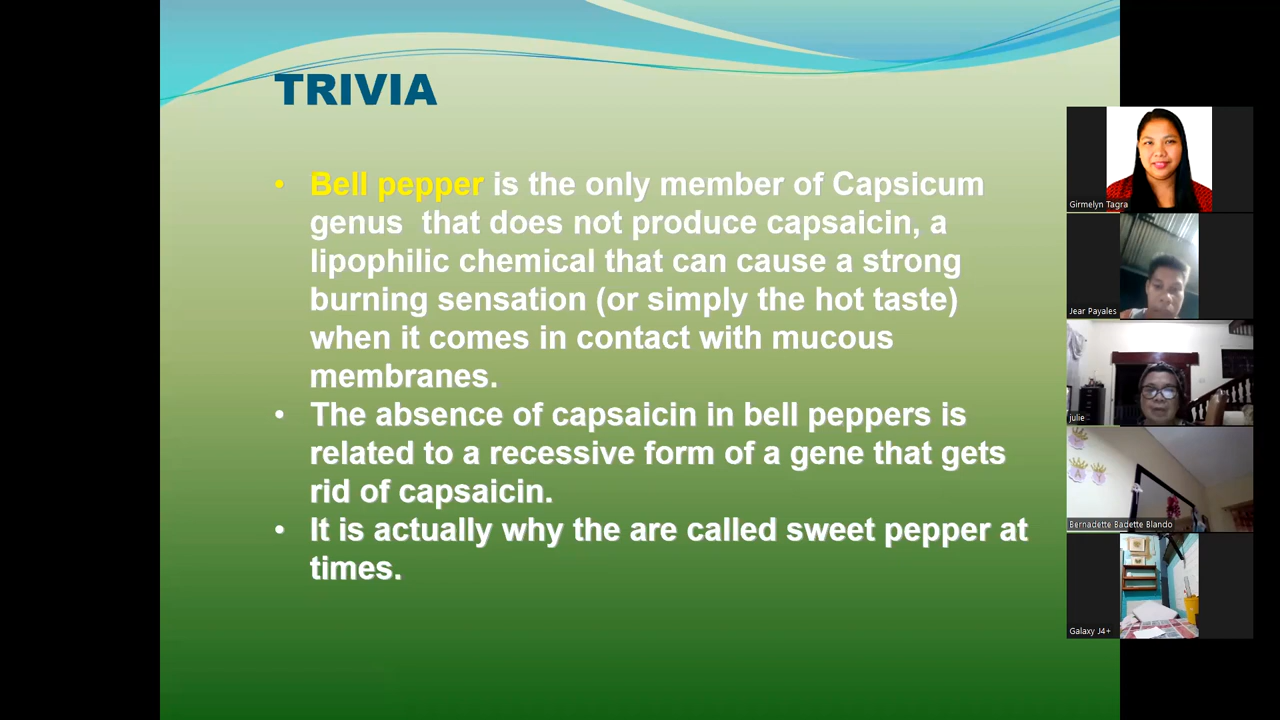 TRIVIA
• Bell pepper is the only member of Capsicum
genus that does not produce capsaicin, a
lipophilic chemical that can cause a strong
burning sensation (or simply the hot taste)
when it comes in contact with mucous
membranes.
• The absence of capsaicin in bell peppers is
related to a recessive form of a gene that gets
rid of capsaicin.
• It is actually why the are called sweet pepper at
times.
Girmelyn Tagra
Jear Payales
julie
Bernadette Badette Blando
Galaxy J4+